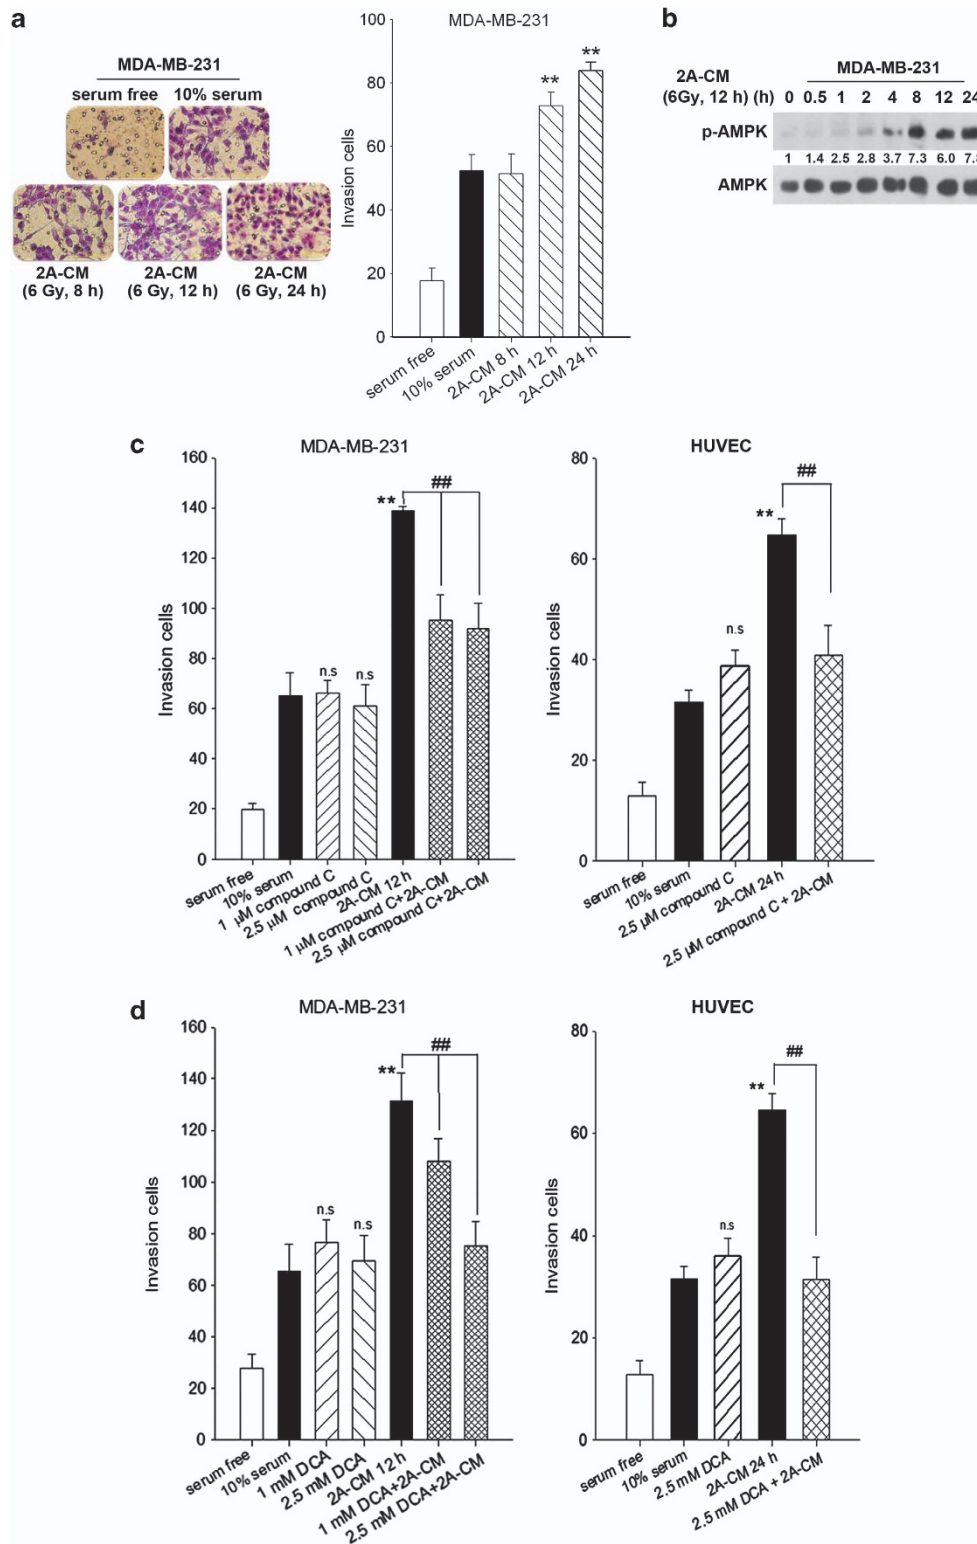 a
MDA-MB-231
serum free 10% serum
2A-CM
(6 Gy, 8 h)
2A-CM
(6 Gy, 12 h)
2A-CM
(6 Gy, 24 h)
MDA-MB-231
Invasion cells
100
80
60
40
20
0
**
**
serum free
10% serum
2A-CM 8 h
2A-CM 12 h
2A-CM 24 h
b
2A-CM
(6Gy, 12 h) (h)
MDA-MB-231
0 0.5 1 2 4 8 12 24
p-AMPK
1 1.4 2.5 2.8 3.7 7.3 6.0 7.8
AMPK
c
MDA-MB-231
Invasion cells
160
140
120
100
80
60
40
20
0
n.s
n.s
**
##
serum free
10% serum
1 μM compound C
2.5 μM compound C
2A-CM 12 h
1 μM compound C+2A-CM
2.5 μM compound C+2A-CM
HUVEC
Invasion cells
80
60
40
20
0
n.s
**
##
serum free
10% serum
2.5 μM compound C
2A-CM 24 h
2.5 μM compound C + 2A-CM
d
MDA-MB-231
Invasion cells
160
140
120
100
80
60
40
20
0
n.s
n.s
**
##
serum free
10% serum
1 mM DCA
2.5 mM DCA
2A-CM 12 h
1 mM DCA+2A-CM
2.5 mM DCA+2A-CM
HUVEC
Invasion cells
80
60
40
20
0
n.s
**
##
serum free
10% serum
2.5 mM DCA
2A-CM 24 h
2.5 mM DCA + 2A-CM